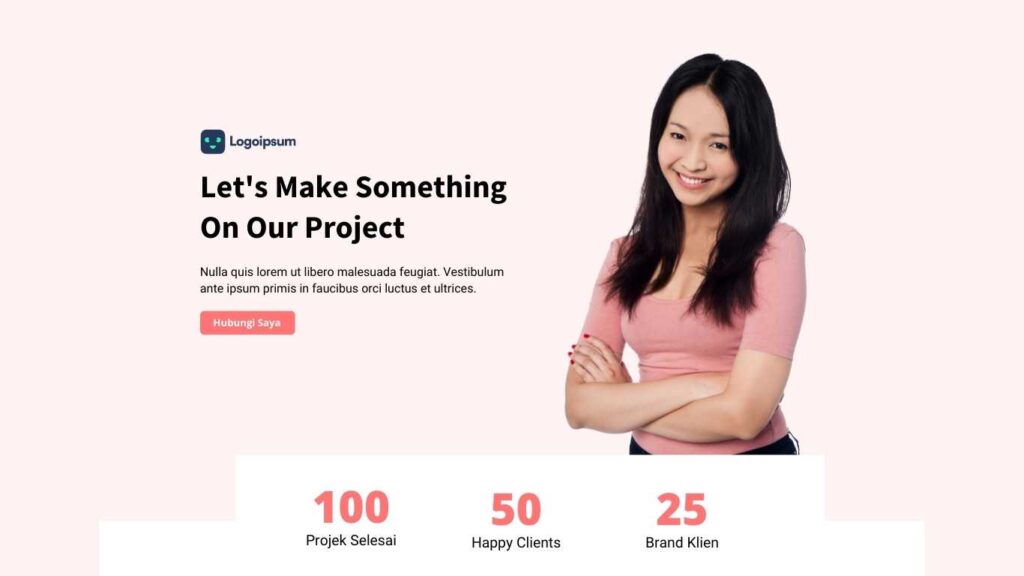 Logoipsum
Let's Make Something
On Our Project
Nulla quis lorem ut libero malesuada feugiat. Vestibulum
ante ipsum primis in faucibus orci luctus et ultrices.
Hubungi Saya
100
Projek Selesai
50
Happy Clients
25
Brand Klien